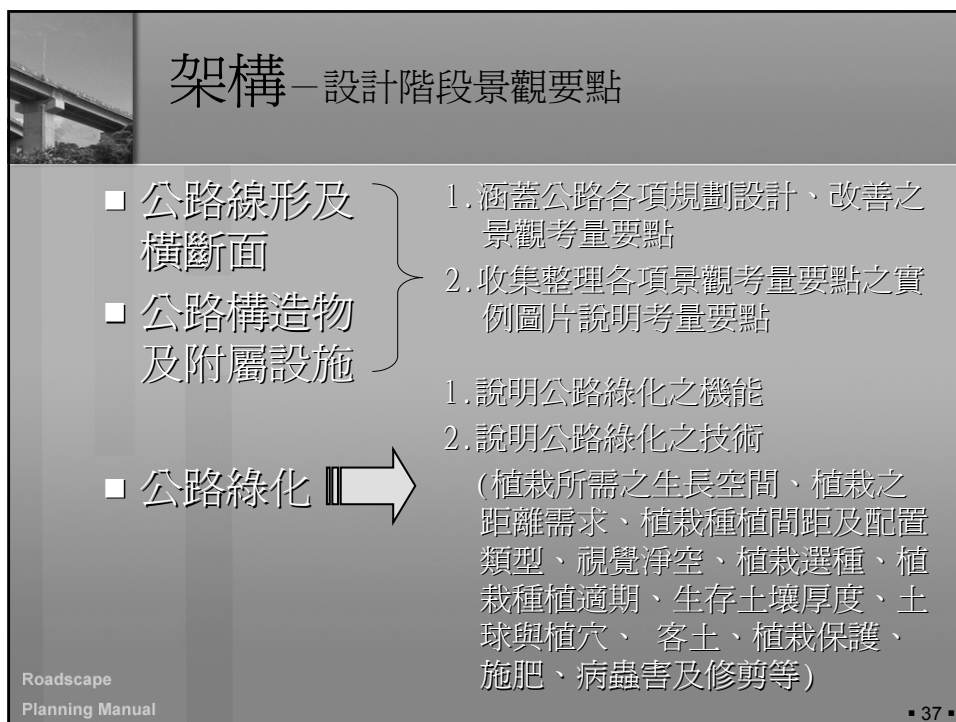 架構－設計階段景觀要點
■ 公路線形及
橫斷面
■ 公路構造物
及附屬設施
1.涵蓋公路各項規劃設計、改善之
景觀考量要點
2.收集整理各項景觀考量要點之實
例圖片說明考量要點
■ 公路綠化
1.說明公路綠化之機能
2.說明公路綠化之技術
(植栽所需之生長空間、植栽之
距離需求、植栽種植間距及配置
類型、視覺淨空、植栽選種、植
栽種植適期、生存土壤厚度、土
球與植穴、 客土、植栽保護、
施肥、病蟲害及修剪等)
Roadscape
Planning Manual
▪ 37 ▪